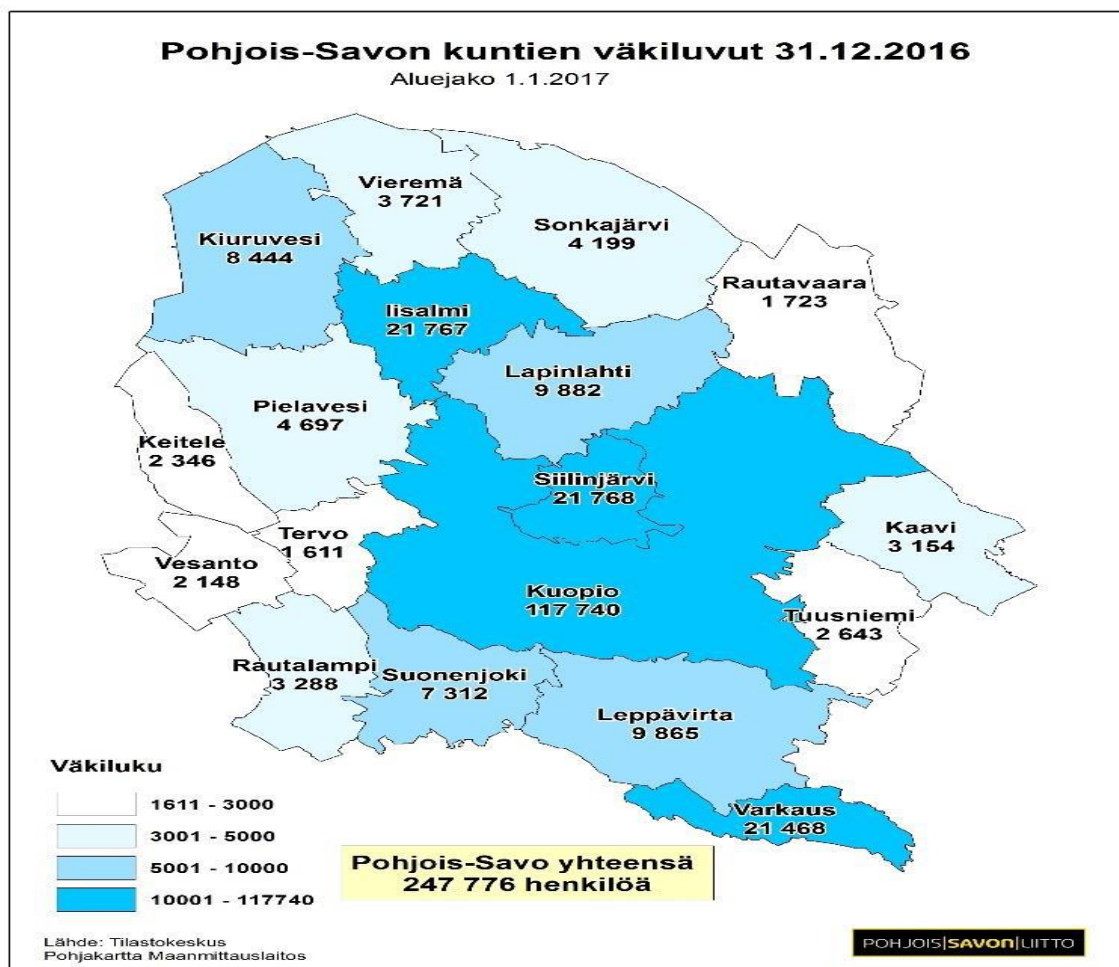 Pohjois-Savon kuntien väkiluvut 31.12.2016
Aluejako 1.1.2017
Vieremä
3 721
Sonkajärvi
4 199
Kiuruvesi
8 444
Rautavaara
1 723
Iisalmi
21 767
Lapinlahti
9 882
Pielavesi
4 697
Keitele
2 346
Siilinjärvi
21 768
Kaavi
3 154
Tervo
1 611
Vesanto
2 148
Kuopio
117 740
Tuusniemi
2 643
Rautalampi
3 288
Suonenjoki
7 312
Leppävirta
9 865
Varkaus
21 468
Väkiluku
1611 - 3000
3001 - 5000
5001 - 10000
10001 - 117740
Pohjois-Savo yhteensä
247 776 henkilöä
Lähde: Tilastokeskus
Pohjakartta Maanmittauslaitos
POHJOIS|SAVON|LIITTO